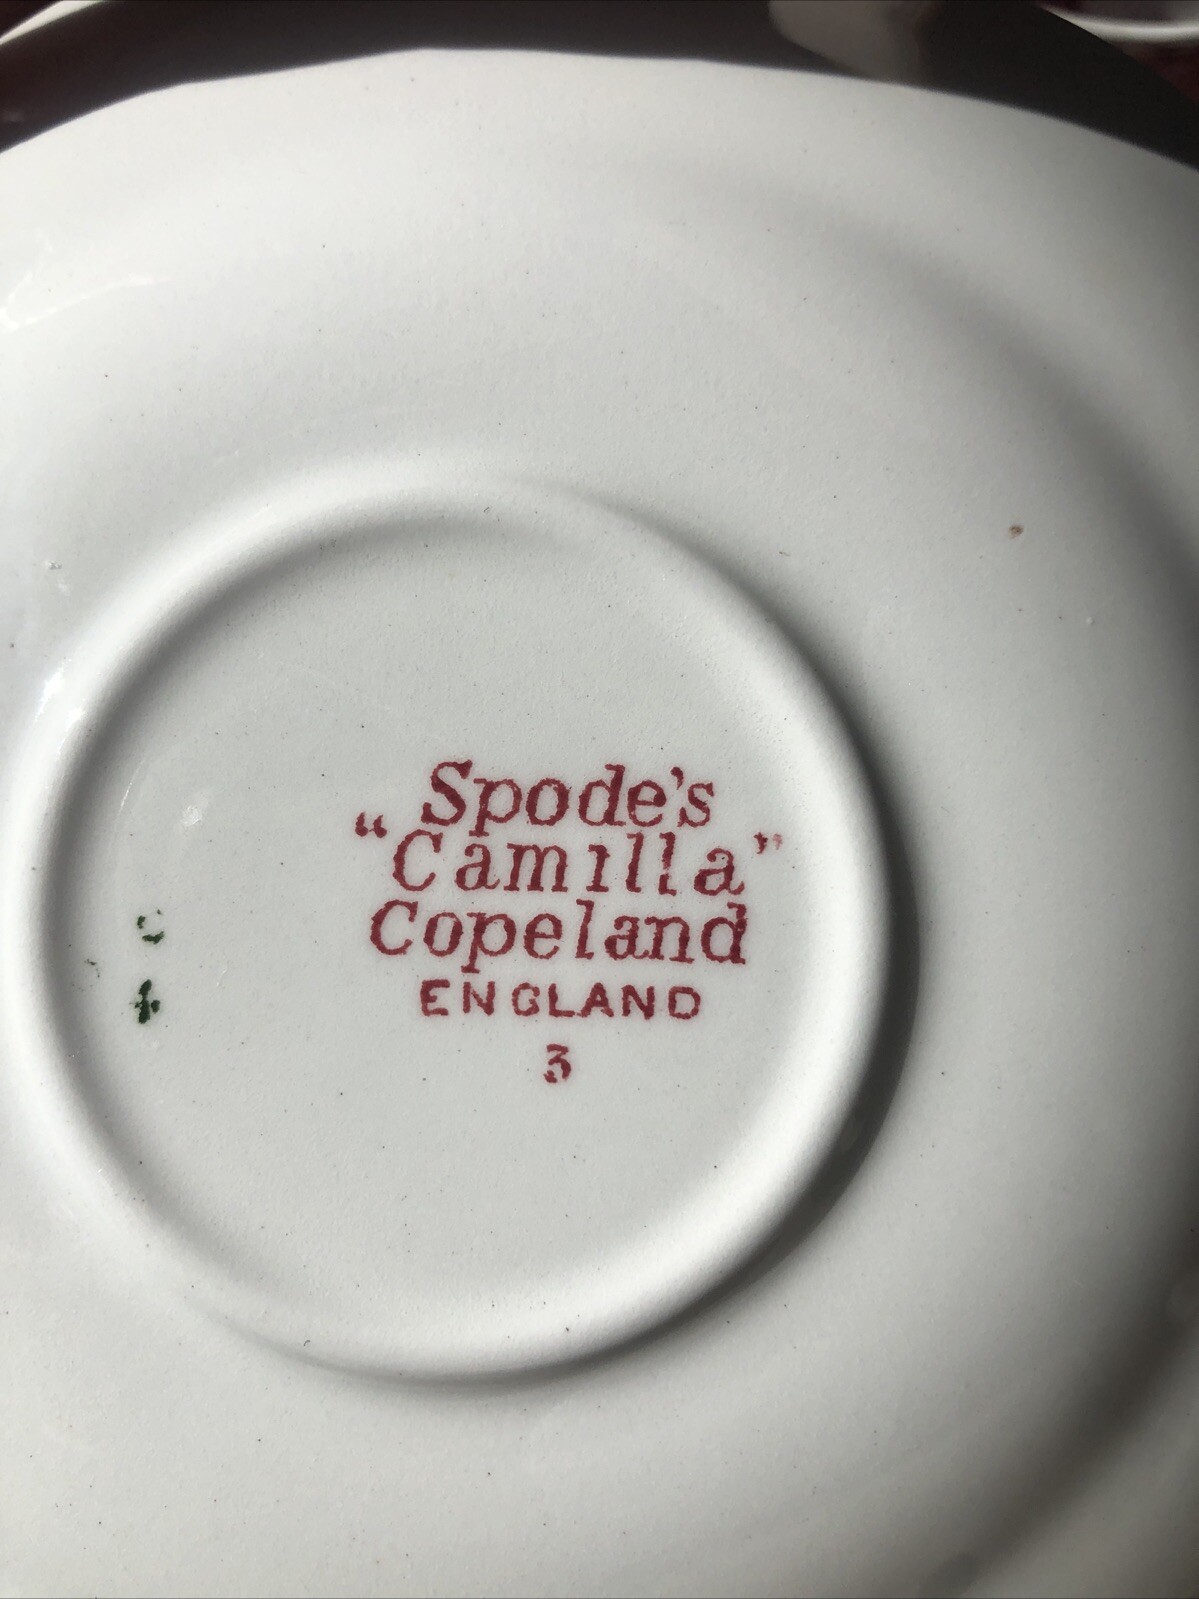 Spode's
“Camilla”
Copeland
ENGLAND
3